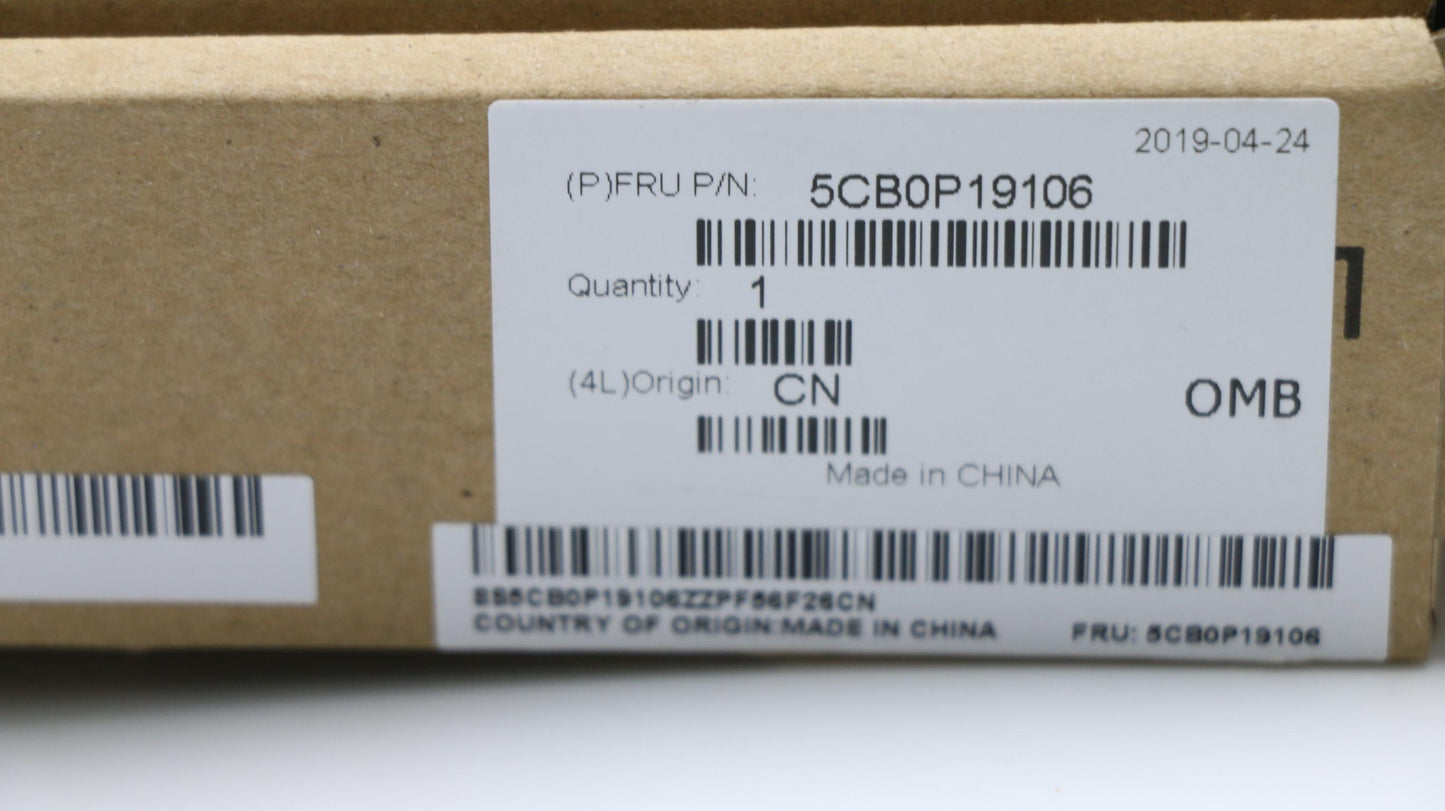 2019-04-24
(P)FRU P/N: 5CB0P19106
Quantity: 1
(4L)Origin: CN
OMB
Made in CHINA
8S5CB0P19106ZZPF56F26CN
COUNTRY OF ORIGIN:MADE IN CHINA FRU: 5CB0P19106